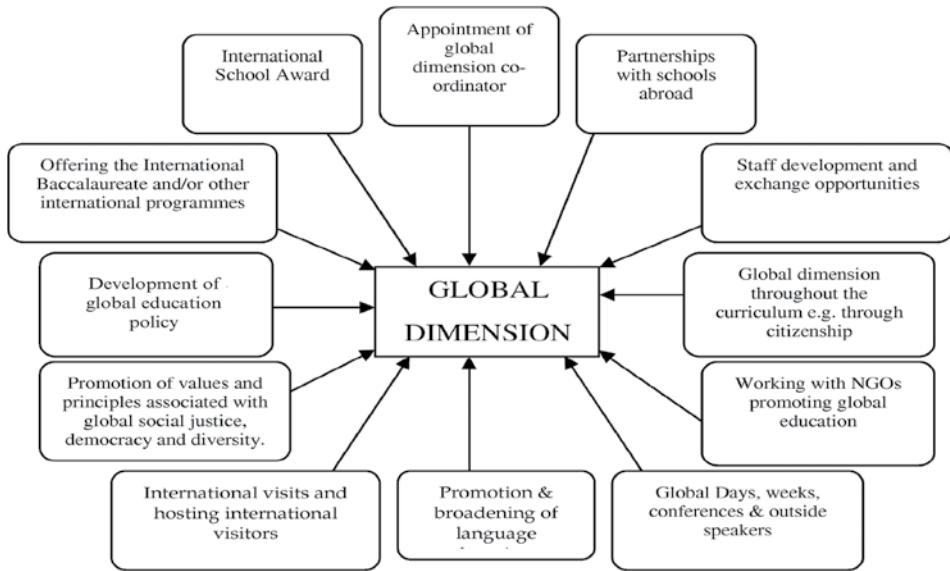 International
School Award
Appointment of
global
dimension co-
ordinator
Partnerships
with schools
abroad
Offering the International
Baccalaureate and/or other
international programmes
Staff development and
exchange opportunities
Development of
global education
policy
GLOBAL
DIMENSION
Global dimension
throughout the
curriculum e.g. through
citizenship
Promotion of values and
principles associated with
global social justice,
democracy and diversity.
Working with NGOs
promoting global
education
International visits and
hosting international
visitors
Promotion &
broadening of
language
Global Days, weeks,
conferences & outside
speakers